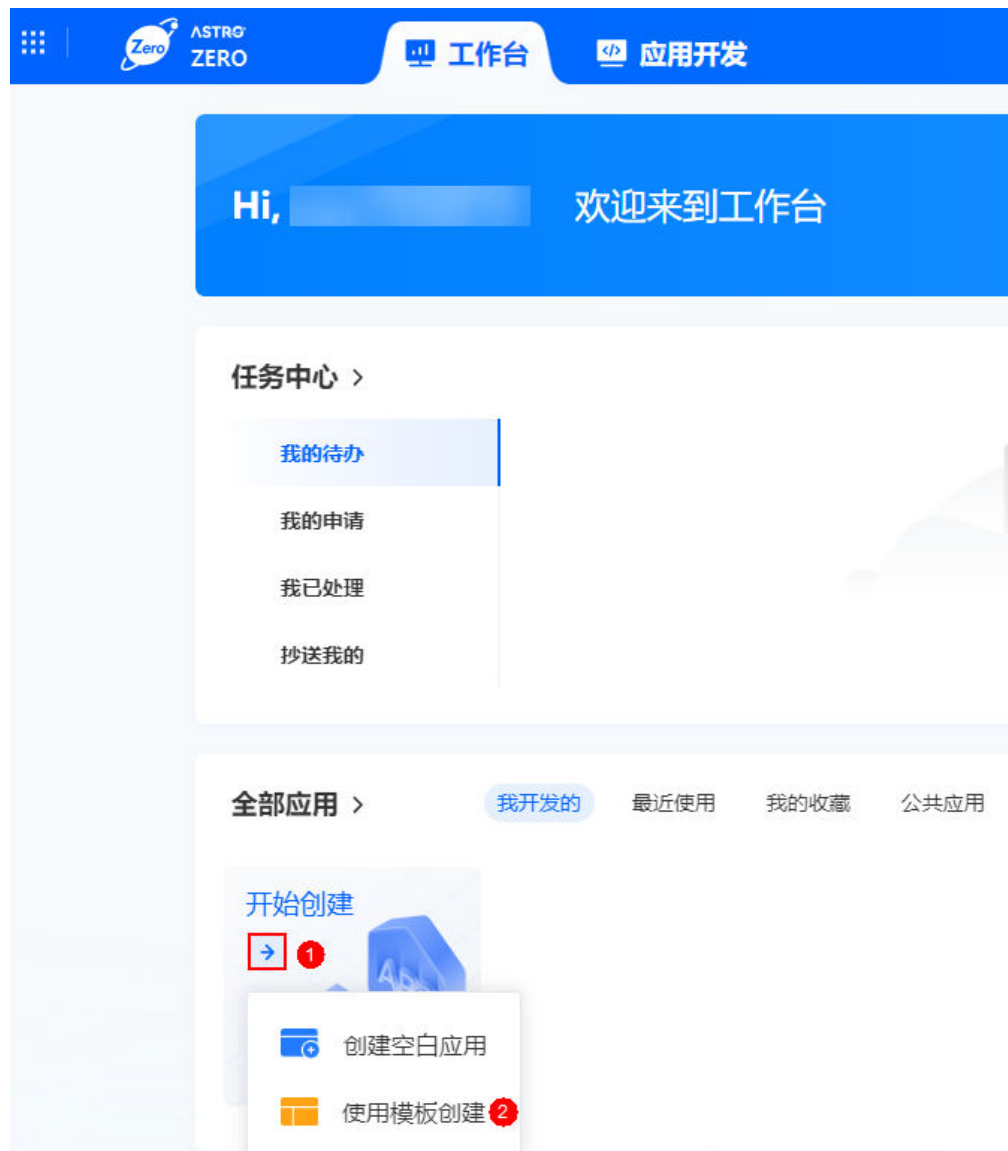 Zero ASTRO ZERO 工作台 应用开发
Hi, 欢迎来到工作台
任务中心
我的待办
我的申请
我已处理
抄送我的
全部应用 我开发的 最近使用 我的收藏 公共应用
开始创建
1
创建空白应用
使用模板创建 2